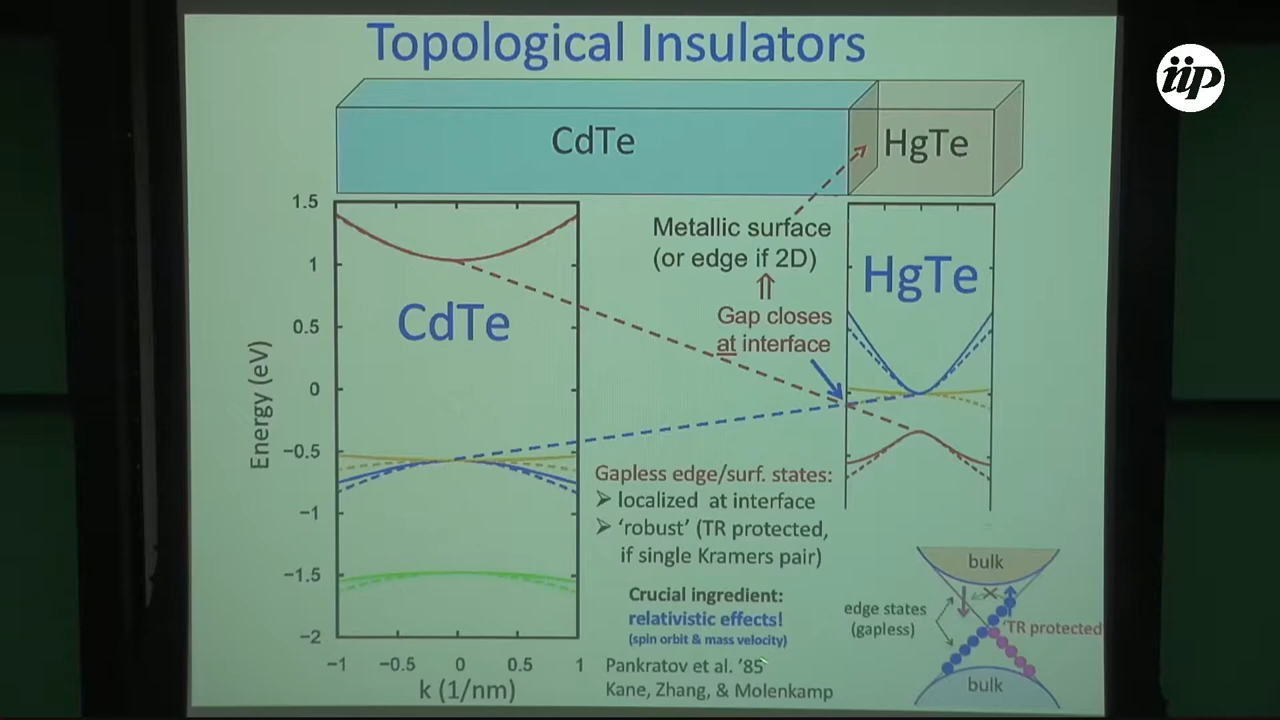 Topological Insulators
iip
CdTe
HgTe
Metallic surface
(or edge if 2D)
⇑
Gap closes
at interface
CdTe
HgTe
1.5
1
0.5
0
−0.5
−1
−1.5
−2
Energy (eV)
−1 −0.5 0 0.5 1
k (1/nm)
Gapless edge/surf. states:
➢ localized at interface
➢ ‘robust’ (TR protected,
if single Kramers pair)
Crucial ingredient:
relativistic effects!
(spin orbit & mass velocity)
Pankratov et al. ’85
Kane, Zhang, & Molenkamp
bulk
edge states
(gapless)
TR protected
bulk